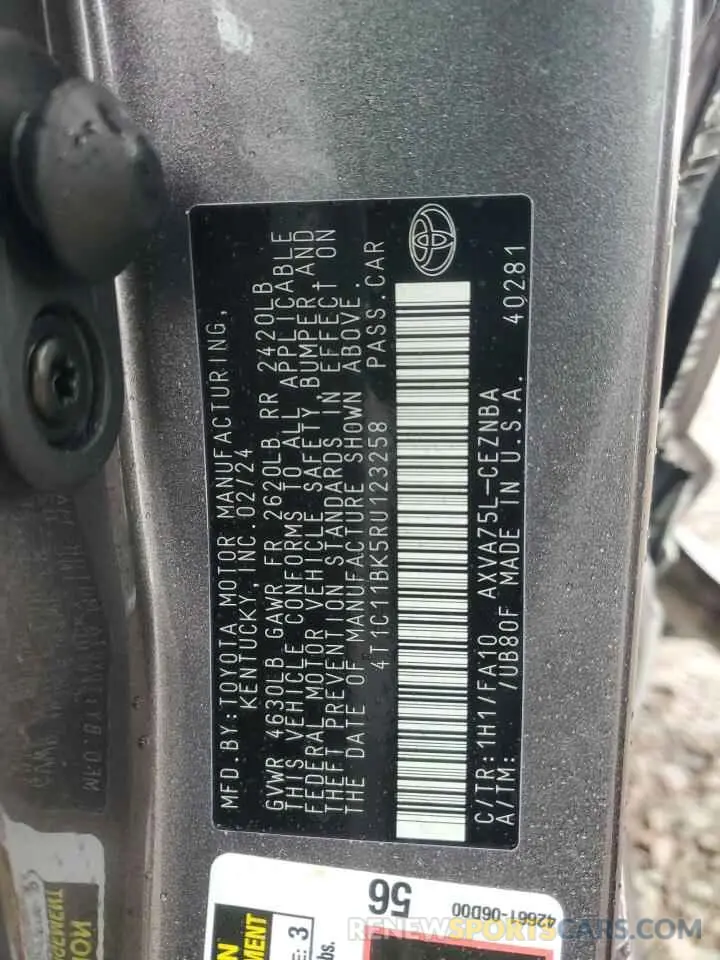 MFD. BY: TOYOTA MOTOR MANUFACTURING,
KENTUCKY, INC. 02/24
GVWR 4630LB GAWR FR 2620LB RR 2420LB
THIS VEHICLE CONFORMS TO ALL APPLICABLE
FEDERAL MOTOR VEHICLE SAFETY, BUMPER, AND
THEFT PREVENTION STANDARDS IN EFFECT ON
THE DATE OF MANUFACTURE SHOWN ABOVE.
4T1C11BK5RU123258 PASS. CAR
C/TR: 1H1/FA10 AXVA75L-CEZNBA
A/TM: /UB80F MADE IN U.S.A. 40281
56
42661-06D00
3
lbs.
RENEWSPORTSCARS.COM